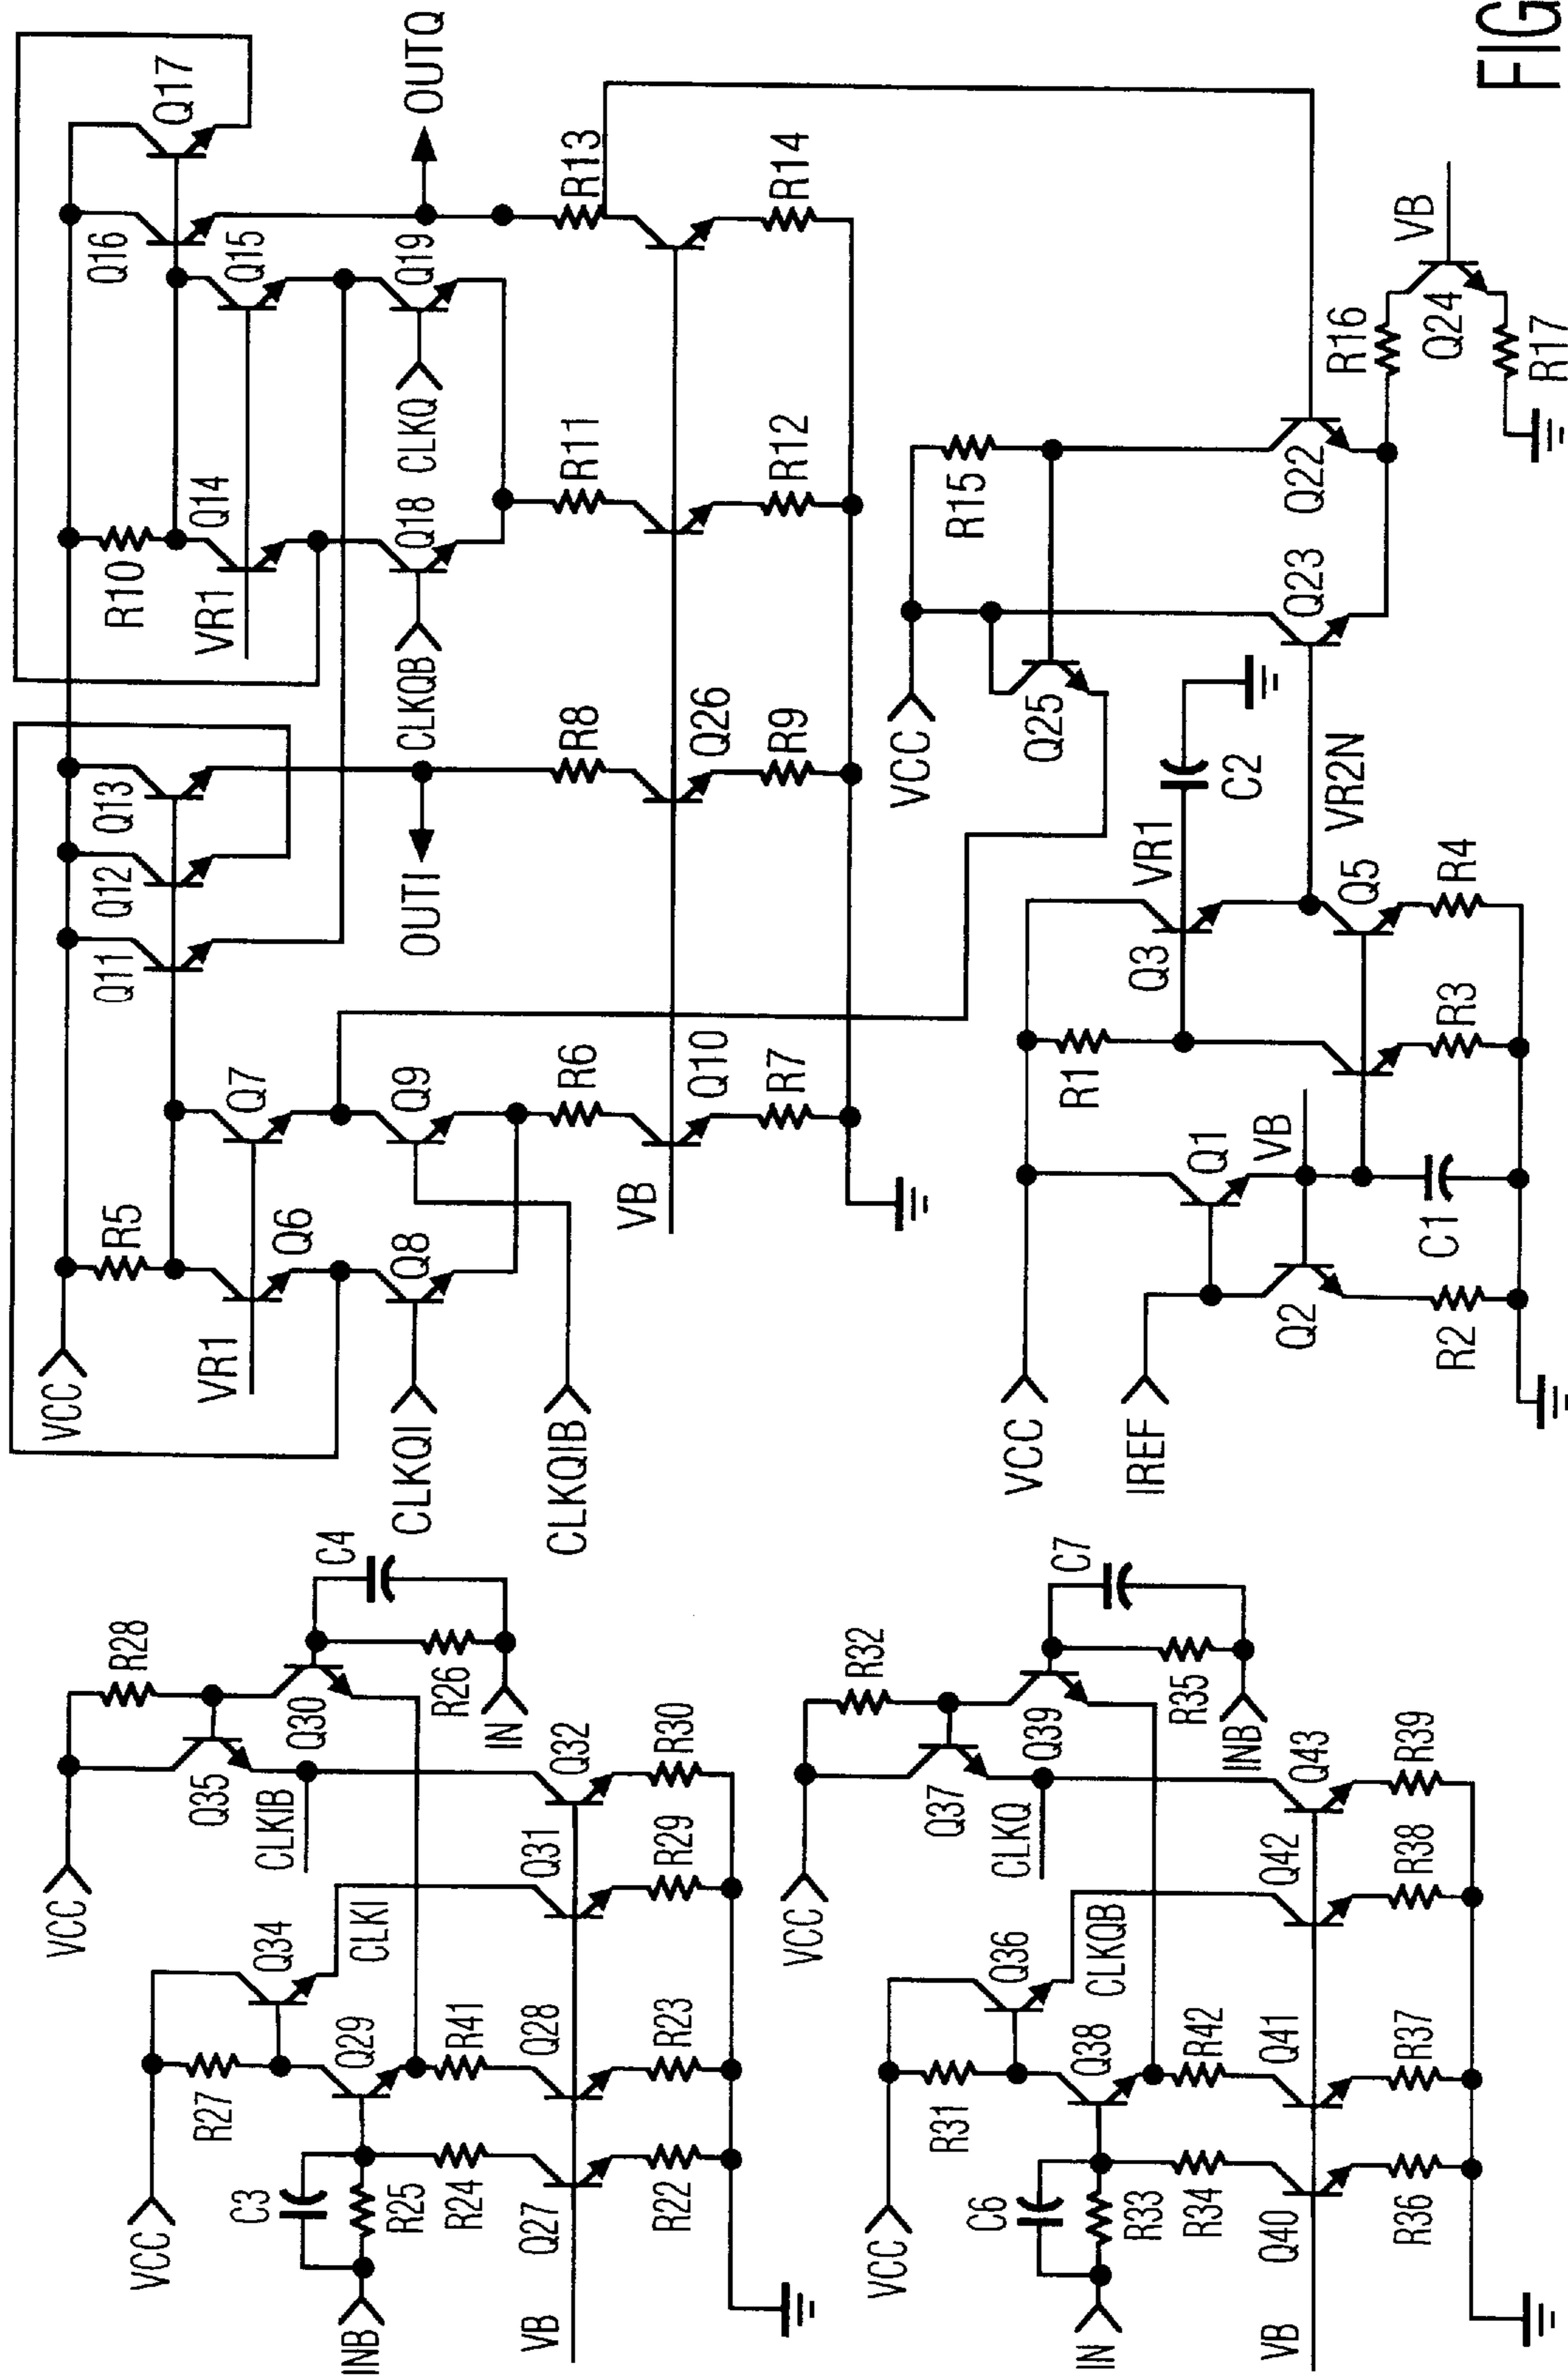 VCC
R5
VR1
Q6
Q7
CLKQI
Q8
Q9
CLKQIB
R6
VB
Q10
R7
Q11
Q12
Q13
OUTI
R8
Q26
R9
R10
Q14
VR1
Q15
Q16
Q17
CLKQB
Q18
CLKQ
Q19
OUTQ
R11
R12
R13
R14
VCC
R28
Q35
CLKIB
Q30
C4
R26
IN
VCC
R27
Q34
CLKI
C3
Q29
R25
INB
R24
R41
Q27
Q28
Q31
Q32
VB
R22
R23
R29
R30
VCC
R32
Q37
CLKQ
Q39
C7
R35
INB
VCC
R31
Q36
CLKQB
C6
Q38
R33
IN
R34
R42
Q40
Q41
Q42
Q43
VB
R36
R37
R38
R39
VCC
IREF
Q1
Q2
VB
R2
C1
R1
Q3
VR1
C2
VR2N
Q5
R3
R4
VCC
Q25
R15
Q23
Q22
R16
VB
Q24
R17
FIG